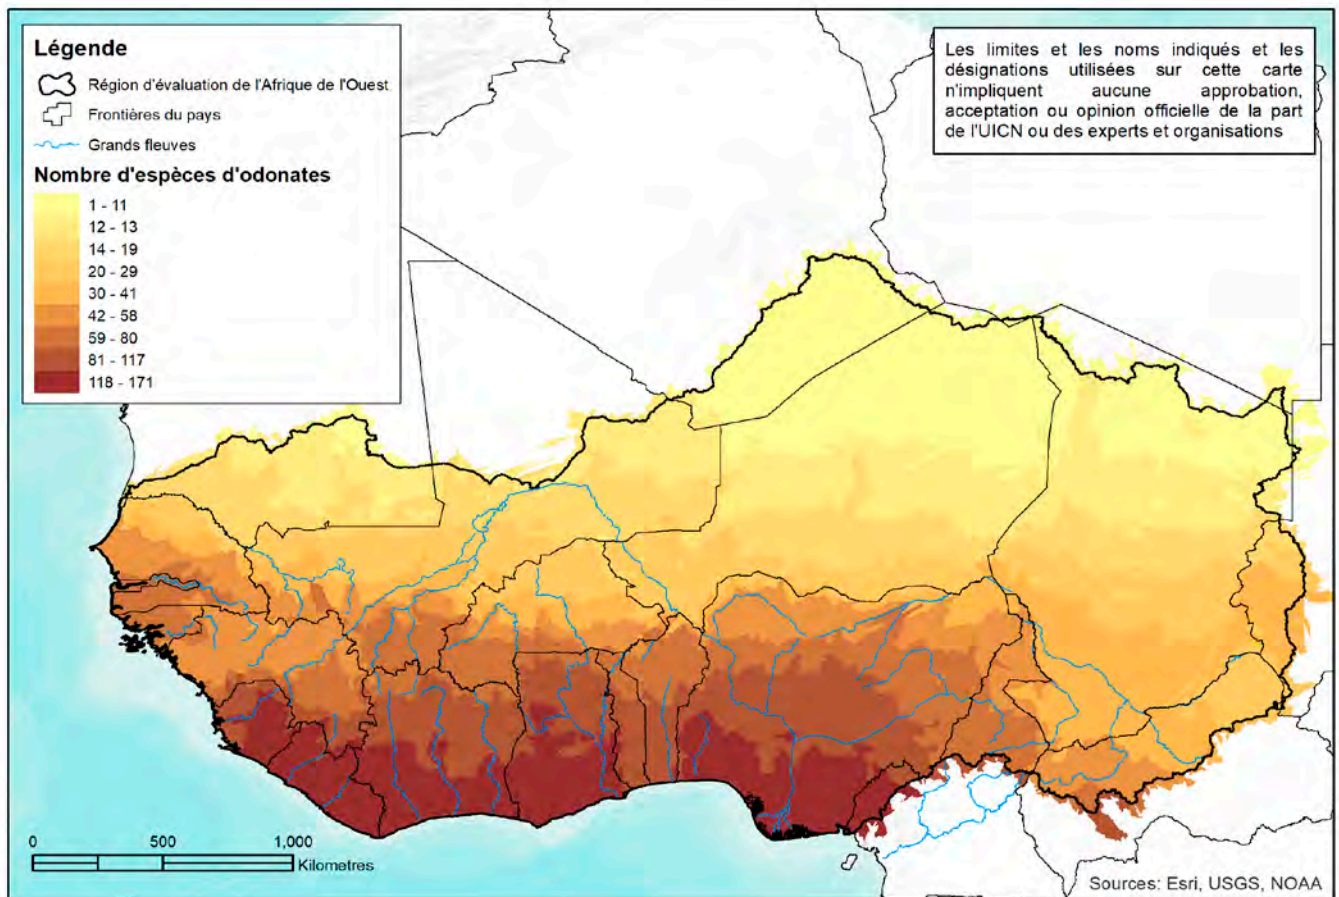 Légende
Région d'évaluation de l'Afrique de l'Ouest
Frontières du pays
Grands fleuves
Nombre d'espèces d'odonates
1 - 11
12 - 13
14 - 19
20 - 29
30 - 41
42 - 58
59 - 80
81 - 117
118 - 171
Les limites et les noms indiqués et les
désignations utilisées sur cette carte
n'impliquent aucune approbation,
acceptation ou opinion officielle de la part
de l'UICN ou des experts et organisations
0 500 1,000
Kilometres
Sources: Esri, USGS, NOAA